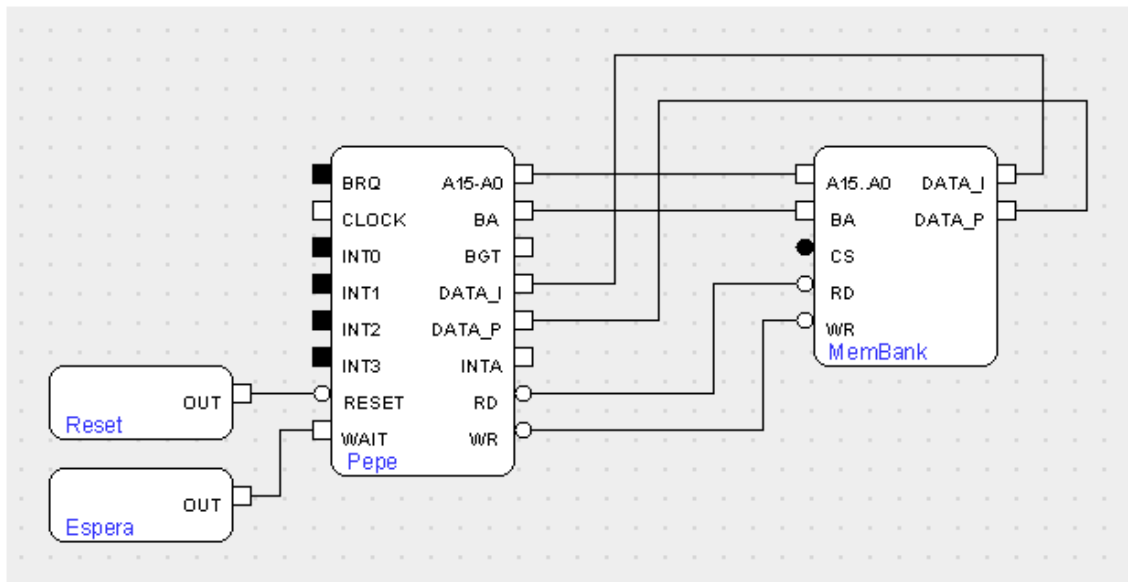 BRQ A15-A0
CLOCK BA
INT0 BGT
INT1 DATA_I
INT2 DATA_P
INT3 INTA
RESET RD
WAIT WR
Pepe
A15..A0 DATA_I
BA DATA_P
CS
RD
WR
MemBank
OUT
Reset
OUT
Espera